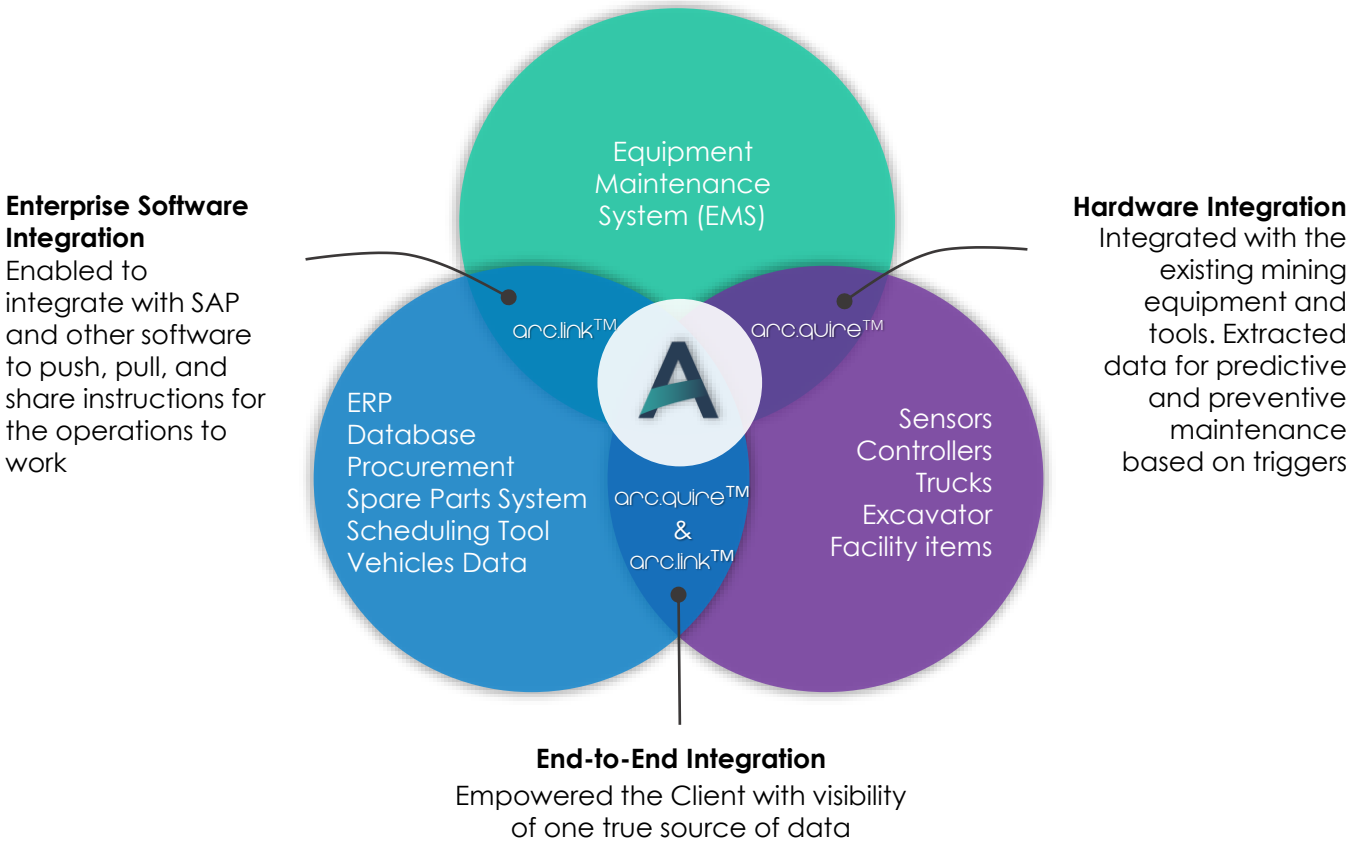 Equipment
Maintenance
System (EMS)
Enterprise Software
Integration
Enabled to
integrate with SAP
and other software
to push, pull, and
share instructions for
the operations to
work
Hardware Integration
Integrated with the
existing mining
equipment and
tools. Extracted
data for predictive
and preventive
maintenance
based on triggers
arc.link™
arc.quire™
A
ERP
Database
Procurement
Spare Parts System
Scheduling Tool
Vehicles Data
arc.quire™
&
arc.link™
Sensors
Controllers
Trucks
Excavator
Facility items
End-to-End Integration
Empowered the Client with visibility
of one true source of data